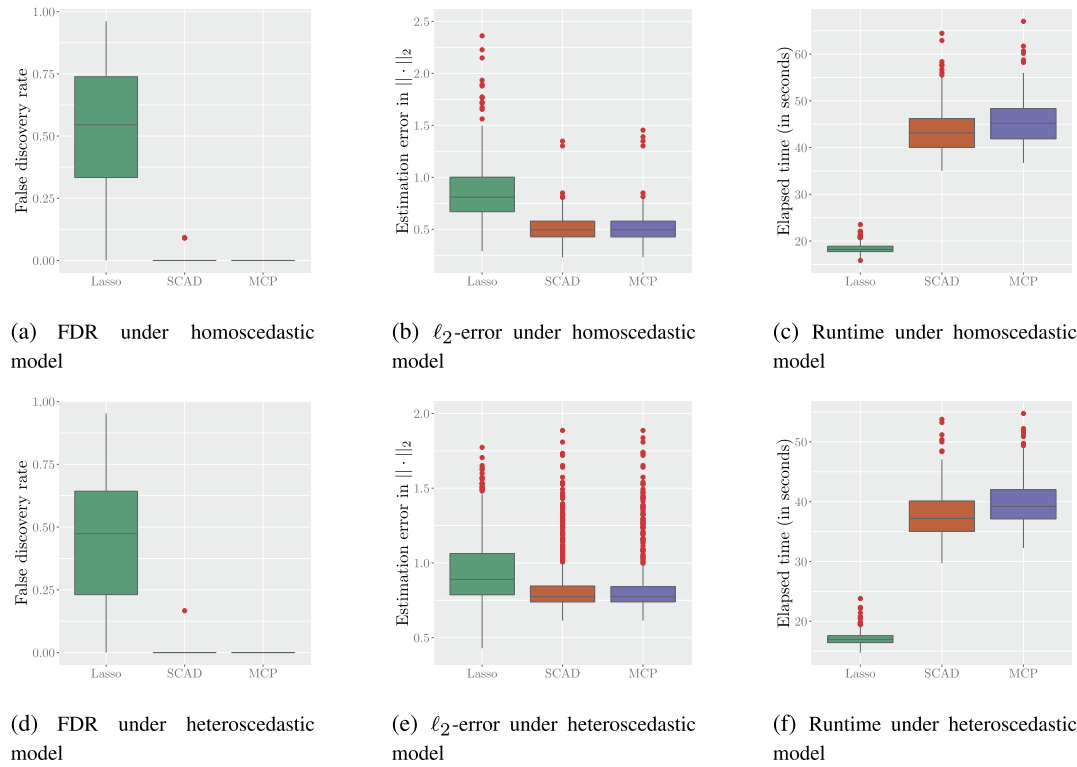 False discovery rate
1.00
0.75
0.50
0.25
0.00
Lasso SCAD MCP
(a) FDR under homoscedastic
model
Estimation error in || · ||₂
2.5
2.0
1.5
1.0
0.5
Lasso SCAD MCP
(b) ℓ₂-error under homoscedastic
model
Elapsed time (in seconds)
60
50
40
30
20
Lasso SCAD MCP
(c) Runtime under homoscedastic
model
False discovery rate
1.00
0.75
0.50
0.25
0.00
Lasso SCAD MCP
(d) FDR under heteroscedastic
model
Estimation error in || · ||₂
2.0
1.5
1.0
0.5
Lasso SCAD MCP
(e) ℓ₂-error under heteroscedastic
model
Elapsed time (in seconds)
50
40
30
20
Lasso SCAD MCP
(f) Runtime under heteroscedastic
model